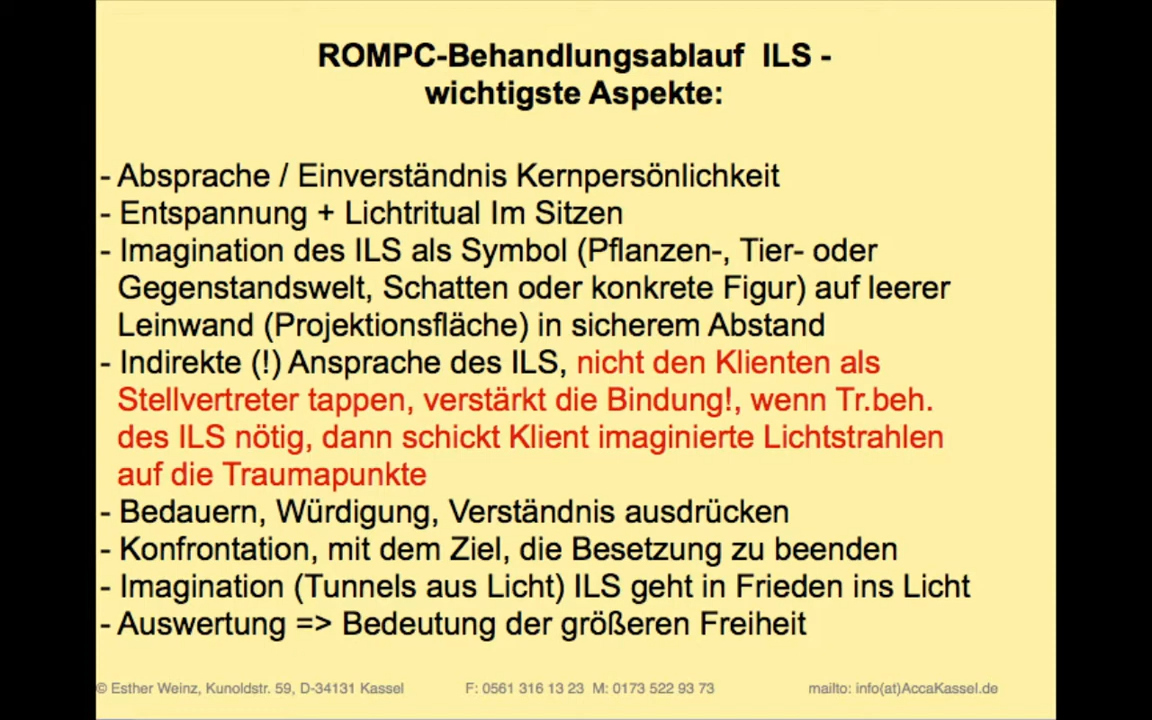 ROMPC-Behandlungsablauf ILS -
wichtigste Aspekte:
- Absprache / Einverständnis Kernpersönlichkeit
- Entspannung + Lichtritual Im Sitzen
- Imagination des ILS als Symbol (Pflanzen-, Tier- oder
Gegenstandswelt, Schatten oder konkrete Figur) auf leerer
Leinwand (Projektionsfläche) in sicherem Abstand
- Indirekte (!) Ansprache des ILS, nicht den Klienten als
Stellvertreter tappen, verstärkt die Bindung!, wenn Tr.beh.
des ILS nötig, dann schickt Klient imaginierte Lichtstrahlen
auf die Traumapunkte
- Bedauern, Würdigung, Verständnis ausdrücken
- Konfrontation, mit dem Ziel, die Besetzung zu beenden
- Imagination (Tunnels aus Licht) ILS geht in Frieden ins Licht
- Auswertung => Bedeutung der größeren Freiheit
© Esther Weinz, Kunoldstr. 59, D-34131 Kassel F: 0561 316 13 23 M: 0173 522 93 73 mailto: info(at)AccaKassel.de